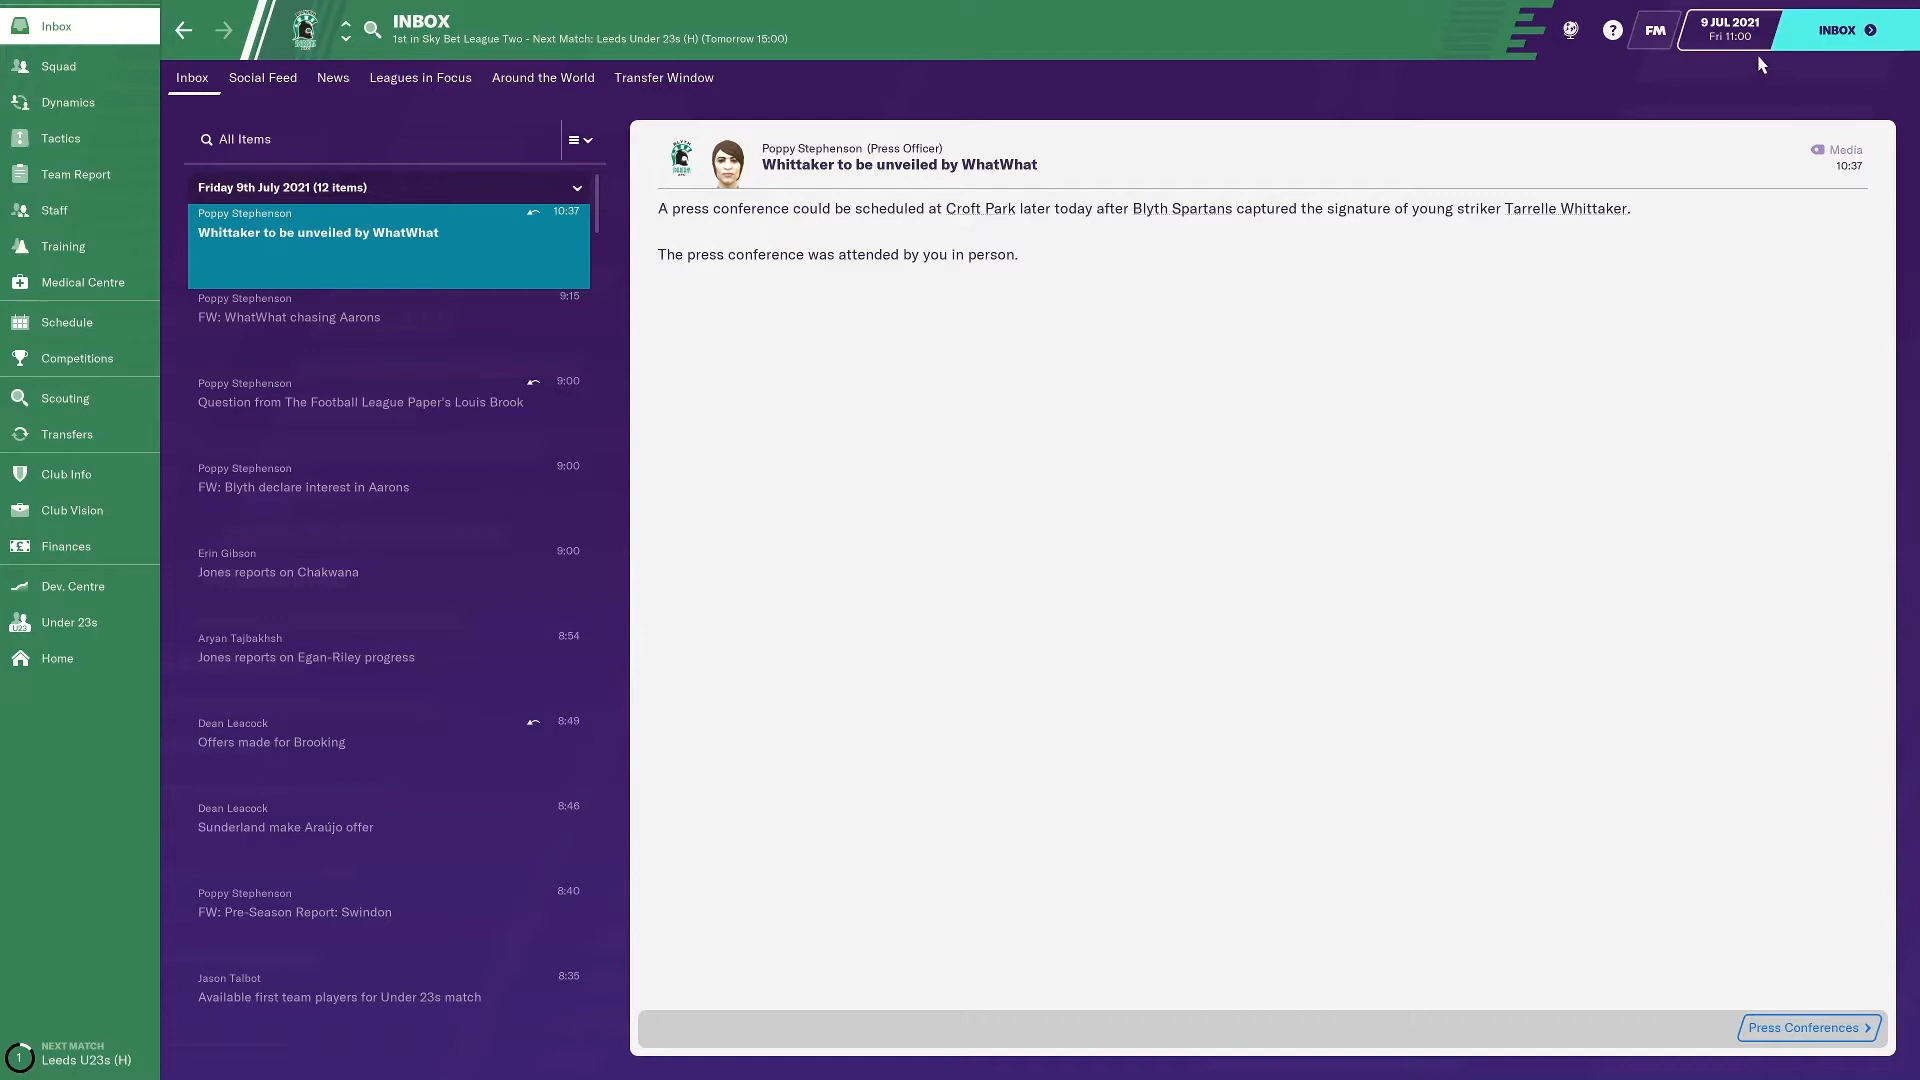 Inbox
Squad
Dynamics
Tactics
Team Report
Staff
Training
Medical Centre
Schedule
Competitions
Scouting
Transfers
Club Info
Club Vision
Finances
Dev. Centre
U23
Under 23s
Home
1
NEXT MATCH
Leeds U23s (H)
INBOX
1st in Sky Bet League Two - Next Match: Leeds Under 23s (H) (Tomorrow 15:00)
?
FM
9 JUL 2021
Fri 11:00
INBOX
Inbox
Social Feed
News
Leagues in Focus
Around the World
Transfer Window
All Items
Friday 9th July 2021 (12 items)
Poppy Stephenson 10:37
Whittaker to be unveiled by WhatWhat
Poppy Stephenson 9:15
FW: WhatWhat chasing Aarons
Poppy Stephenson 9:00
Question from The Football League Paper's Louis Brook
Poppy Stephenson 9:00
FW: Blyth declare interest in Aarons
Erin Gibson 9:00
Jones reports on Chakwana
Aryan Tajbakhsh 8:54
Jones reports on Egan-Riley progress
Dean Leacock 8:49
Offers made for Brooking
Dean Leacock 8:46
Sunderland make Araújo offer
Poppy Stephenson 8:40
FW: Pre-Season Report: Swindon
Jason Talbot 8:35
Available first team players for Under 23s match
Poppy Stephenson (Press Officer)
Whittaker to be unveiled by WhatWhat
Media
10:37
A press conference could be scheduled at Croft Park later today after Blyth Spartans captured the signature of young striker Tarrelle Whittaker.
The press conference was attended by you in person.
Press Conferences